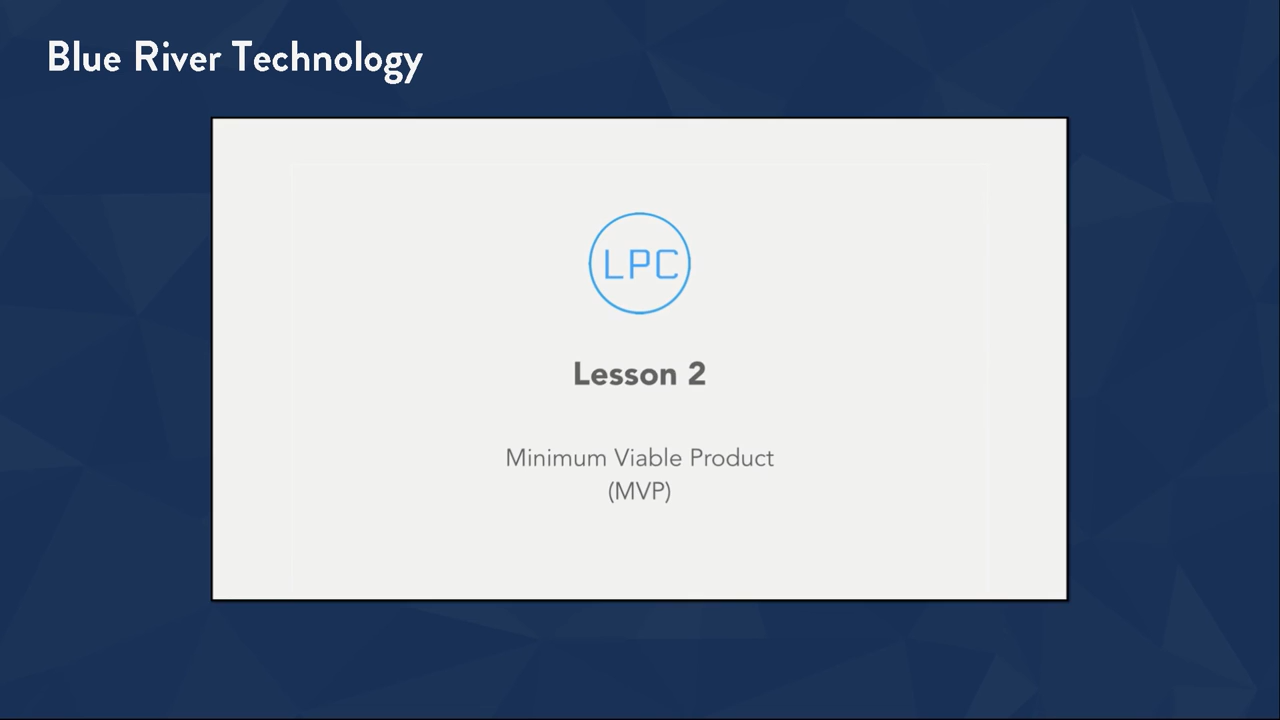 Blue River Technology
LPC
Lesson 2
Minimum Viable Product
(MVP)